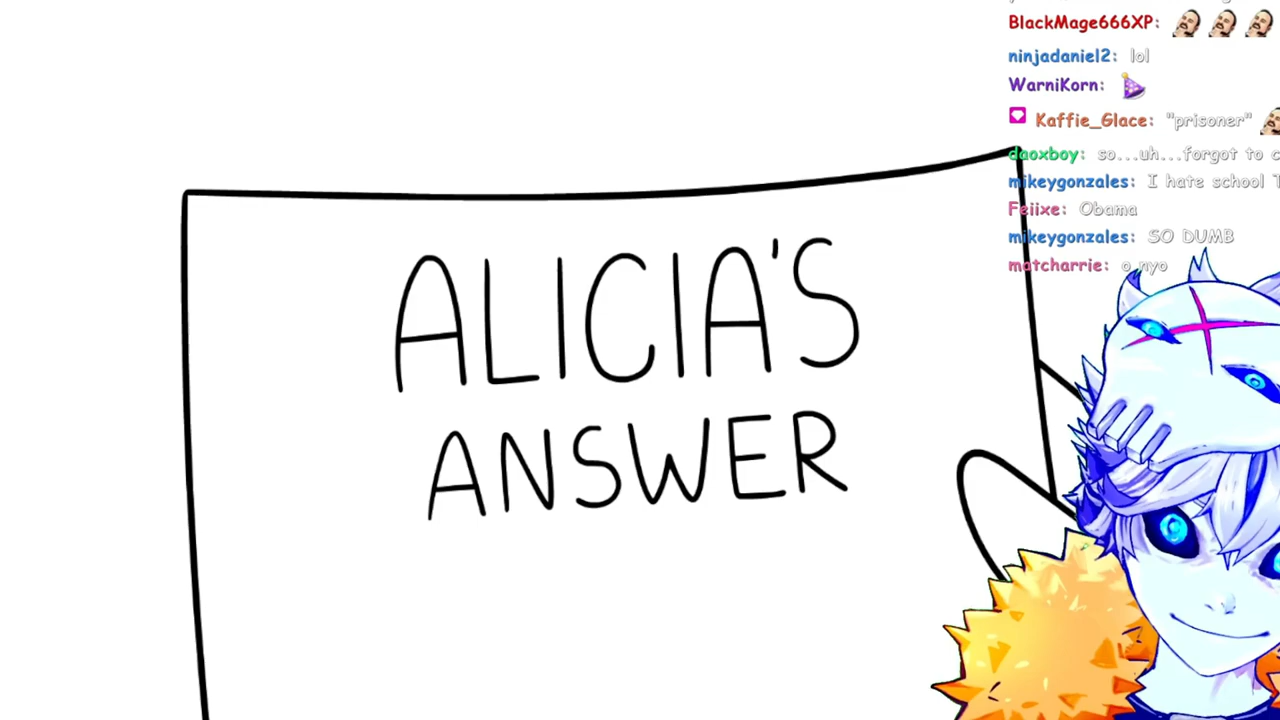 BlackMage666XP:
ninjadaniel2: lol
WarniKorn:
Kaffie_Glace: "prisoner"
daoxboy: so...uh...forgot to
mikeygonzales: I hate school
Feiixe: Obama
mikeygonzales: SO DUMB
matcharrie: o nyo
ALICIA'S
ANSWER